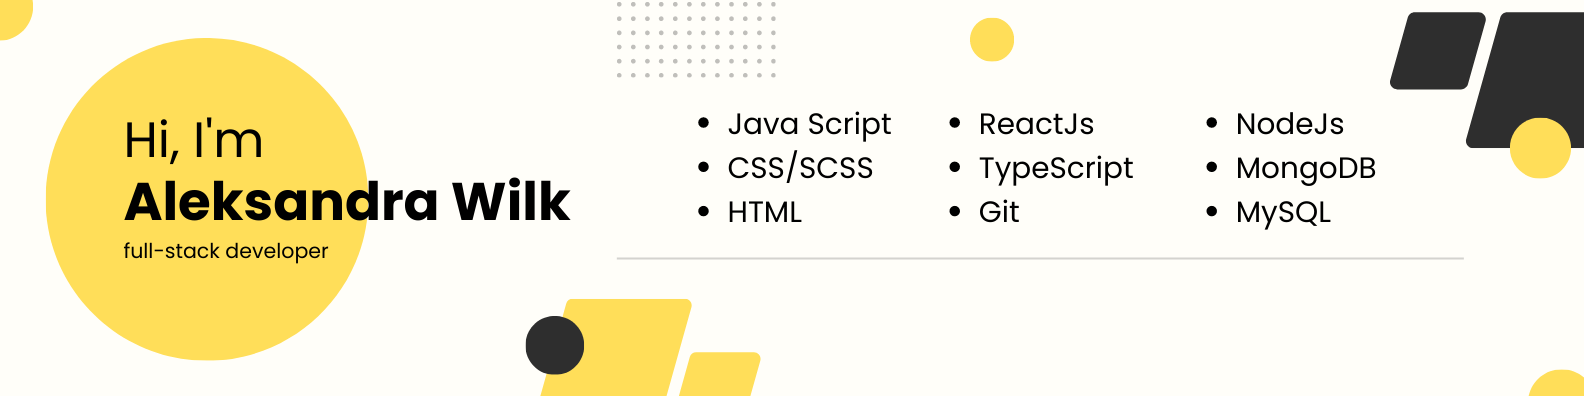 Hi, I'm
Aleksandra Wilk
full-stack developer
• Java Script
• CSS/SCSS
• HTML
• ReactJs
• TypeScript
• Git
• NodeJs
• MongoDB
• MySQL